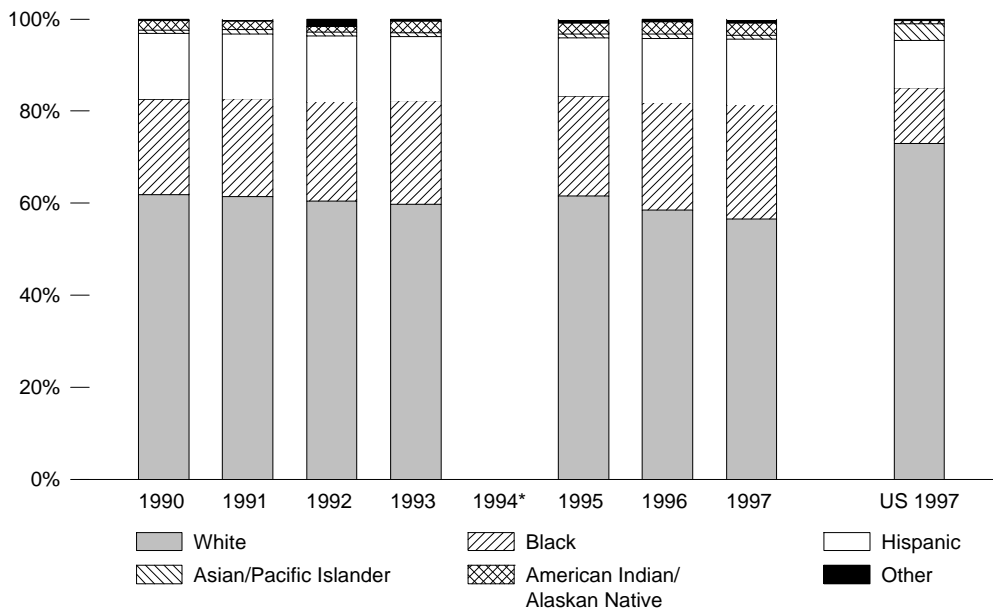 100%
80%
60%
40%
20%
0%
1990 1991 1992 1993 1994* 1995 1996 1997 US 1997
White Black Hispanic
Asian/Pacific Islander American Indian/ Other
Alaskan Native